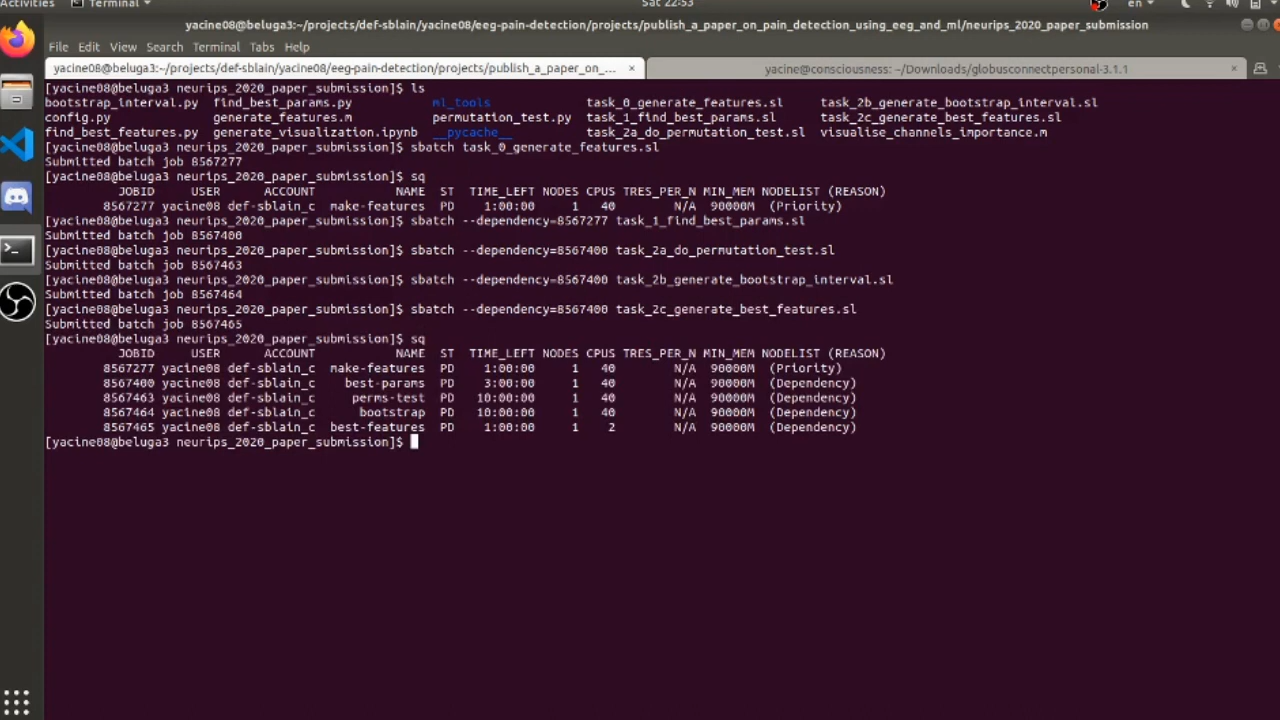 Activities Terminal Sat 22:53 en
yacine08@beluga3:~/projects/def-sblain/yacine08/eeg-pain-detection/projects/publish_a_paper_on_pain_detection_using_eeg_and_ml/neurips_2020_paper_submission
File Edit View Search Terminal Tabs Help
yacine08@beluga3:~/projects/def-sblain/yacine08/eeg-pain-detection/projects/publish_a_paper_on_... × yacine@consciousness: ~/Downloads/globusconnectpersonal-3.1.1 ×
[yacine08@beluga3 neurips_2020_paper_submission]$ ls
bootstrap_interval.py find_best_params.py ml_tools task_0_generate_features.sl task_2b_generate_bootstrap_interval.sl
config.py generate_features.m permutation_test.py task_1_find_best_params.sl task_2c_generate_best_features.sl
find_best_features.py generate_visualization.ipynb __pycache__ task_2a_do_permutation_test.sl visualise_channels_importance.m
[yacine08@beluga3 neurips_2020_paper_submission]$ sbatch task_0_generate_features.sl
Submitted batch job 8567277
[yacine08@beluga3 neurips_2020_paper_submission]$ sq
JOBID USER ACCOUNT NAME ST TIME_LEFT NODES CPUS TRES_PER_N MIN_MEM NODELIST (REASON)
8567277 yacine08 def-sblain_c make-features PD 1:00:00 1 40 N/A 90000M (Priority)
[yacine08@beluga3 neurips_2020_paper_submission]$ sbatch --dependency=8567277 task_1_find_best_params.sl
Submitted batch job 8567400
[yacine08@beluga3 neurips_2020_paper_submission]$ sbatch --dependency=8567400 task_2a_do_permutation_test.sl
Submitted batch job 8567463
[yacine08@beluga3 neurips_2020_paper_submission]$ sbatch --dependency=8567400 task_2b_generate_bootstrap_interval.sl
Submitted batch job 8567464
[yacine08@beluga3 neurips_2020_paper_submission]$ sbatch --dependency=8567400 task_2c_generate_best_features.sl
Submitted batch job 8567465
[yacine08@beluga3 neurips_2020_paper_submission]$ sq
JOBID USER ACCOUNT NAME ST TIME_LEFT NODES CPUS TRES_PER_N MIN_MEM NODELIST (REASON)
8567277 yacine08 def-sblain_c make-features PD 1:00:00 1 40 N/A 90000M (Priority)
8567400 yacine08 def-sblain_c best-params PD 3:00:00 1 40 N/A 90000M (Dependency)
8567463 yacine08 def-sblain_c perms-test PD 10:00:00 1 40 N/A 90000M (Dependency)
8567464 yacine08 def-sblain_c bootstrap PD 10:00:00 1 40 N/A 90000M (Dependency)
8567465 yacine08 def-sblain_c best-features PD 1:00:00 1 2 N/A 90000M (Dependency)
[yacine08@beluga3 neurips_2020_paper_submission]$